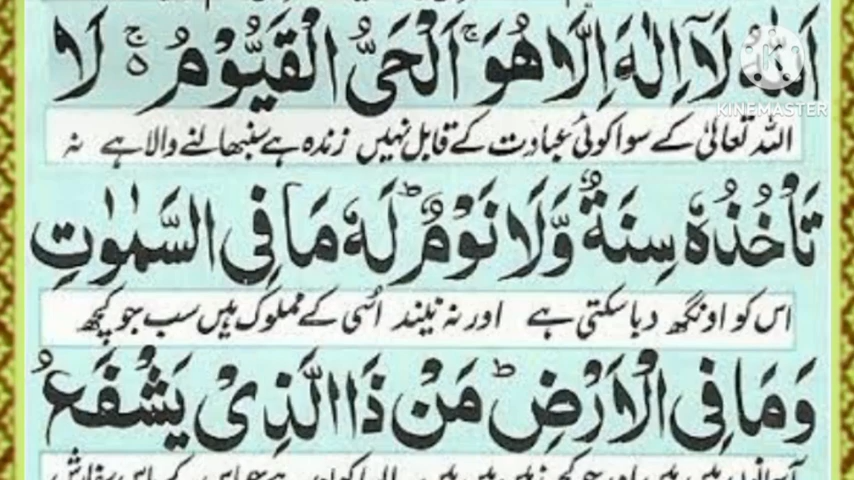 اَللّٰهُ لَاۤ اِلٰهَ اِلَّا هُوَ ۚ اَلْحَیُّ الْقَیُّوْمُ ۚ۬ لَا
KINEMASTER
اللہ تعالیٰ کے سوا کوئی عبادت کے قابل نہیں زندہ ہے سنبھالنے والا ہے نہ
تَاْخُذُهٗ سِنَةٌ وَّلَا نَوْمٌ ؕ لَهٗ مَا فِی السَّمٰوٰتِ
اس کو اونگھ دبا سکتی ہے اور نہ نیند اسی کے مملوک ہیں سب جو کچھ
وَمَا فِی الْاَرْضِ ؕ مَنْ ذَا الَّذِیْ یَشْفَعُ